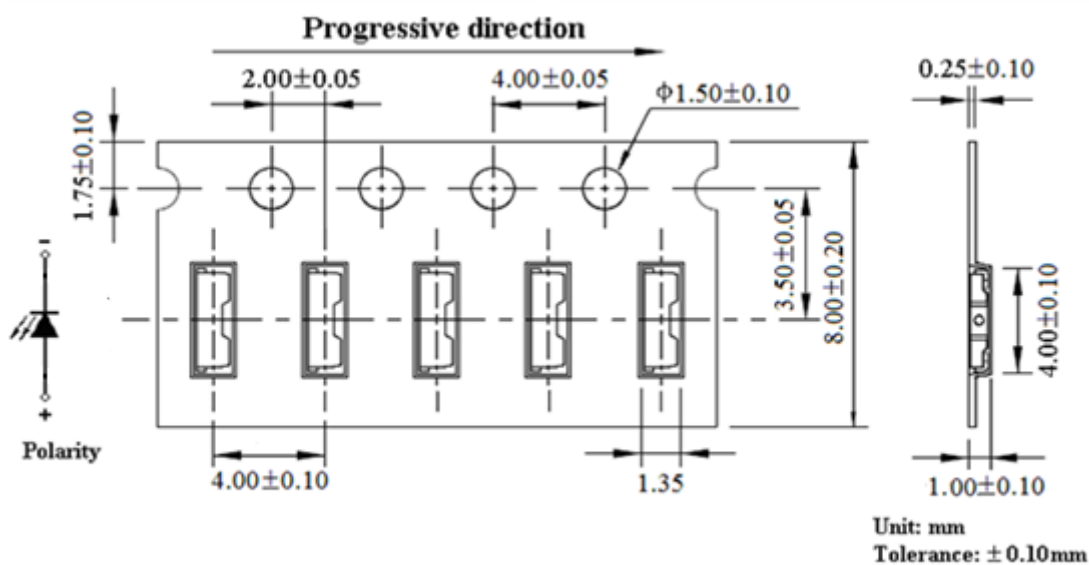 Progressive direction
2.00±0.05
4.00±0.05
0.25±0.10
ϕ1.50±0.10
1.75±0.10
3.50±0.05
8.00±0.20
4.00±0.10
-
+
Polarity
4.00±0.10
1.35
1.00±0.10
Unit: mm
Tolerance: ±0.10mm